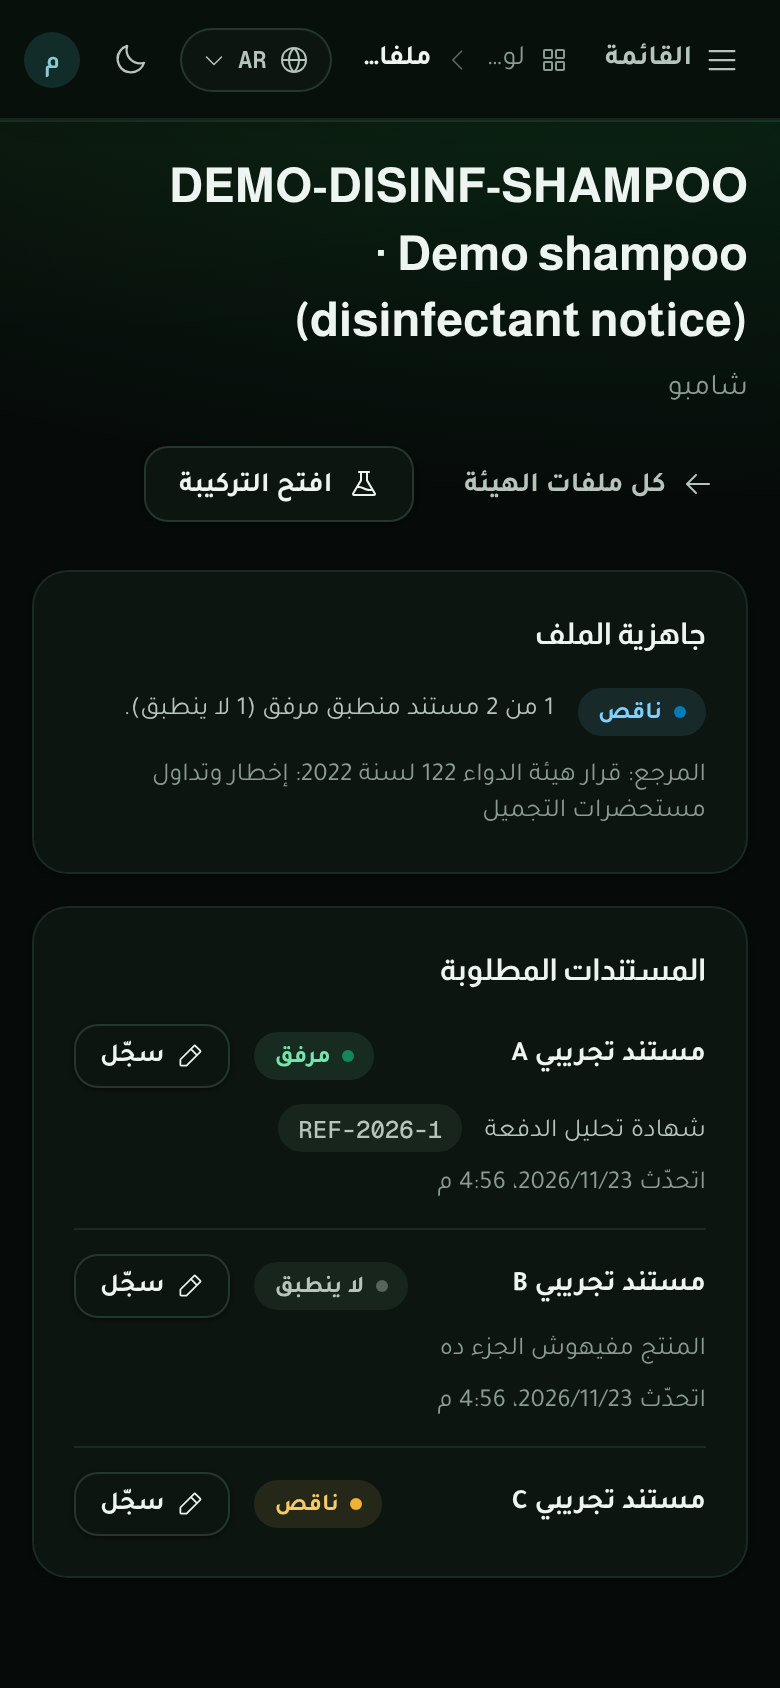 القائمة
لو...
ملفا...
AR
م
DEMO-DISINF-SHAMPOO
· Demo shampoo
(disinfectant notice)
شامبو
كل ملفات الهيئة
افتح التركيبة
جاهزية الملف
ناقص
1 من 2 مستند منطبق مرفق (1 لا ينطبق).
المرجع: قرار هيئة الدواء 122 لسنة 2022: إخطار وتداول
مستحضرات التجميل
المستندات المطلوبة
مستند تجريبي A
مرفق
سجّل
شهادة تحليل الدفعة
REF-2026-1
اتحدّث 2026/11/23، 4:56 م
مستند تجريبي B
لا ينطبق
سجّل
المنتج مفيهوش الجزء ده
اتحدّث 2026/11/23، 4:56 م
مستند تجريبي C
ناقص
سجّل